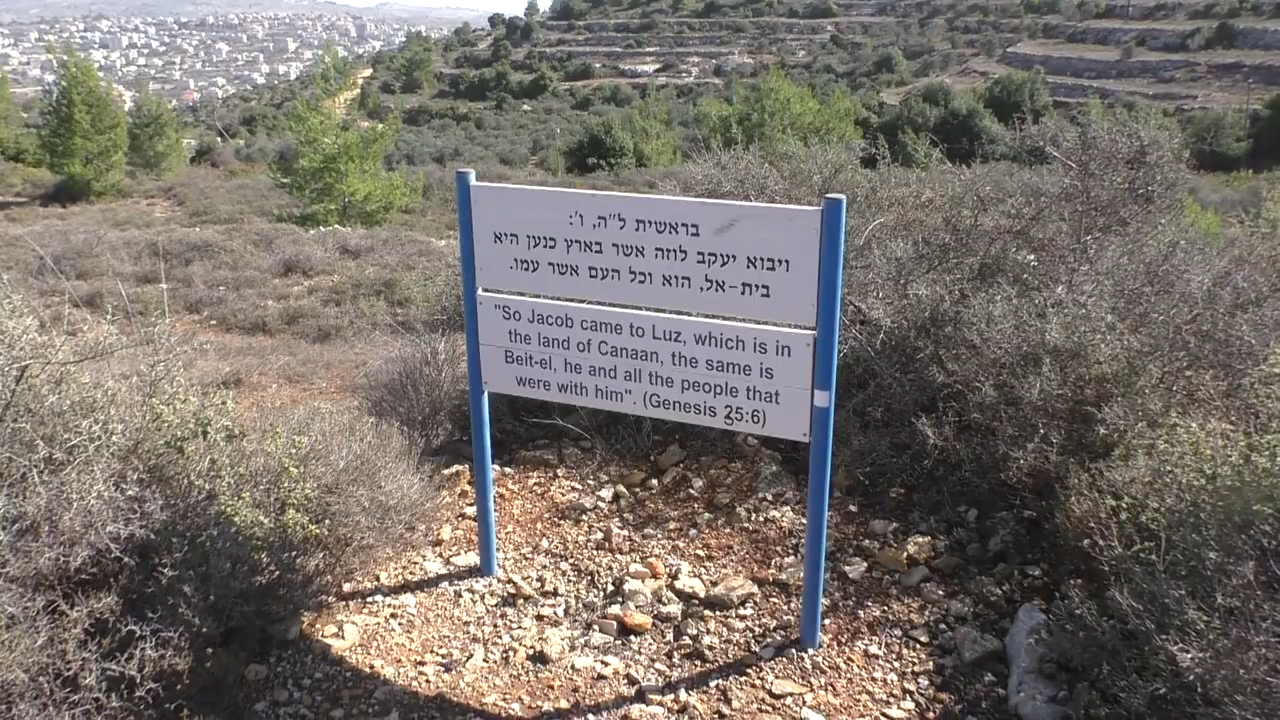 בראשית ל"ה, ו':
ויבוא יעקב לוזה אשר בארץ כנען היא
בית-אל, הוא וכל העם אשר עמו.
"So Jacob came to Luz, which is in
the land of Canaan, the same is
Beit-el, he and all the people that
were with him". (Genesis 25:6)
3